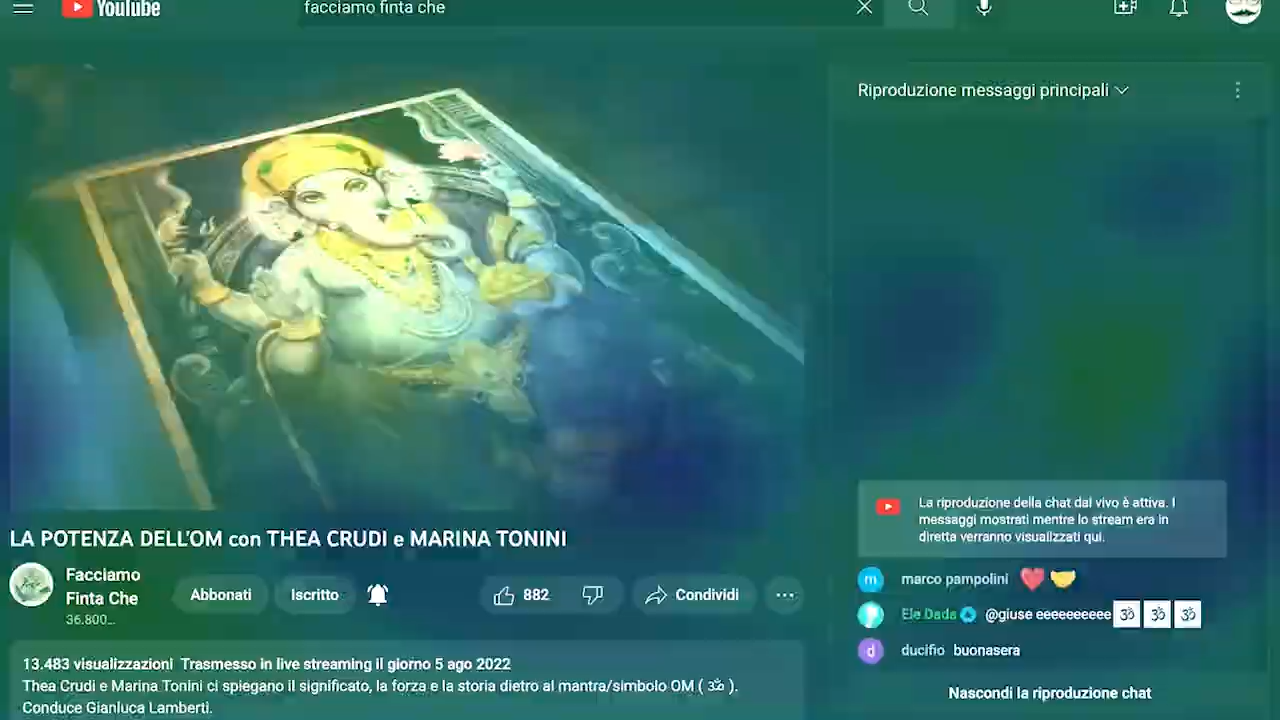 YouTube
facciamo finta che
Riproduzione messaggi principali
LA POTENZA DELL'OM con THEA CRUDI e MARINA TONINI
Facciamo
Finta Che
36.800...
Abbonati
Iscritto
882
Condividi
13.483 visualizzazioni Trasmesso in live streaming il giorno 5 ago 2022
Thea Crudi e Marina Tonini ci spiegano il significato, la forza e la storia dietro al mantra/simbolo OM ( ॐ ).
Conduce Gianluca Lamberti.
La riproduzione della chat dal vivo è attiva. I
messaggi mostrati mentre lo stream era in
diretta verranno visualizzati qui.
m marco pampolini ❤️🤝
Ele Dada @giuse eeeeeeeeee ॐ ॐ ॐ
d ducifio buonasera
Nascondi la riproduzione chat